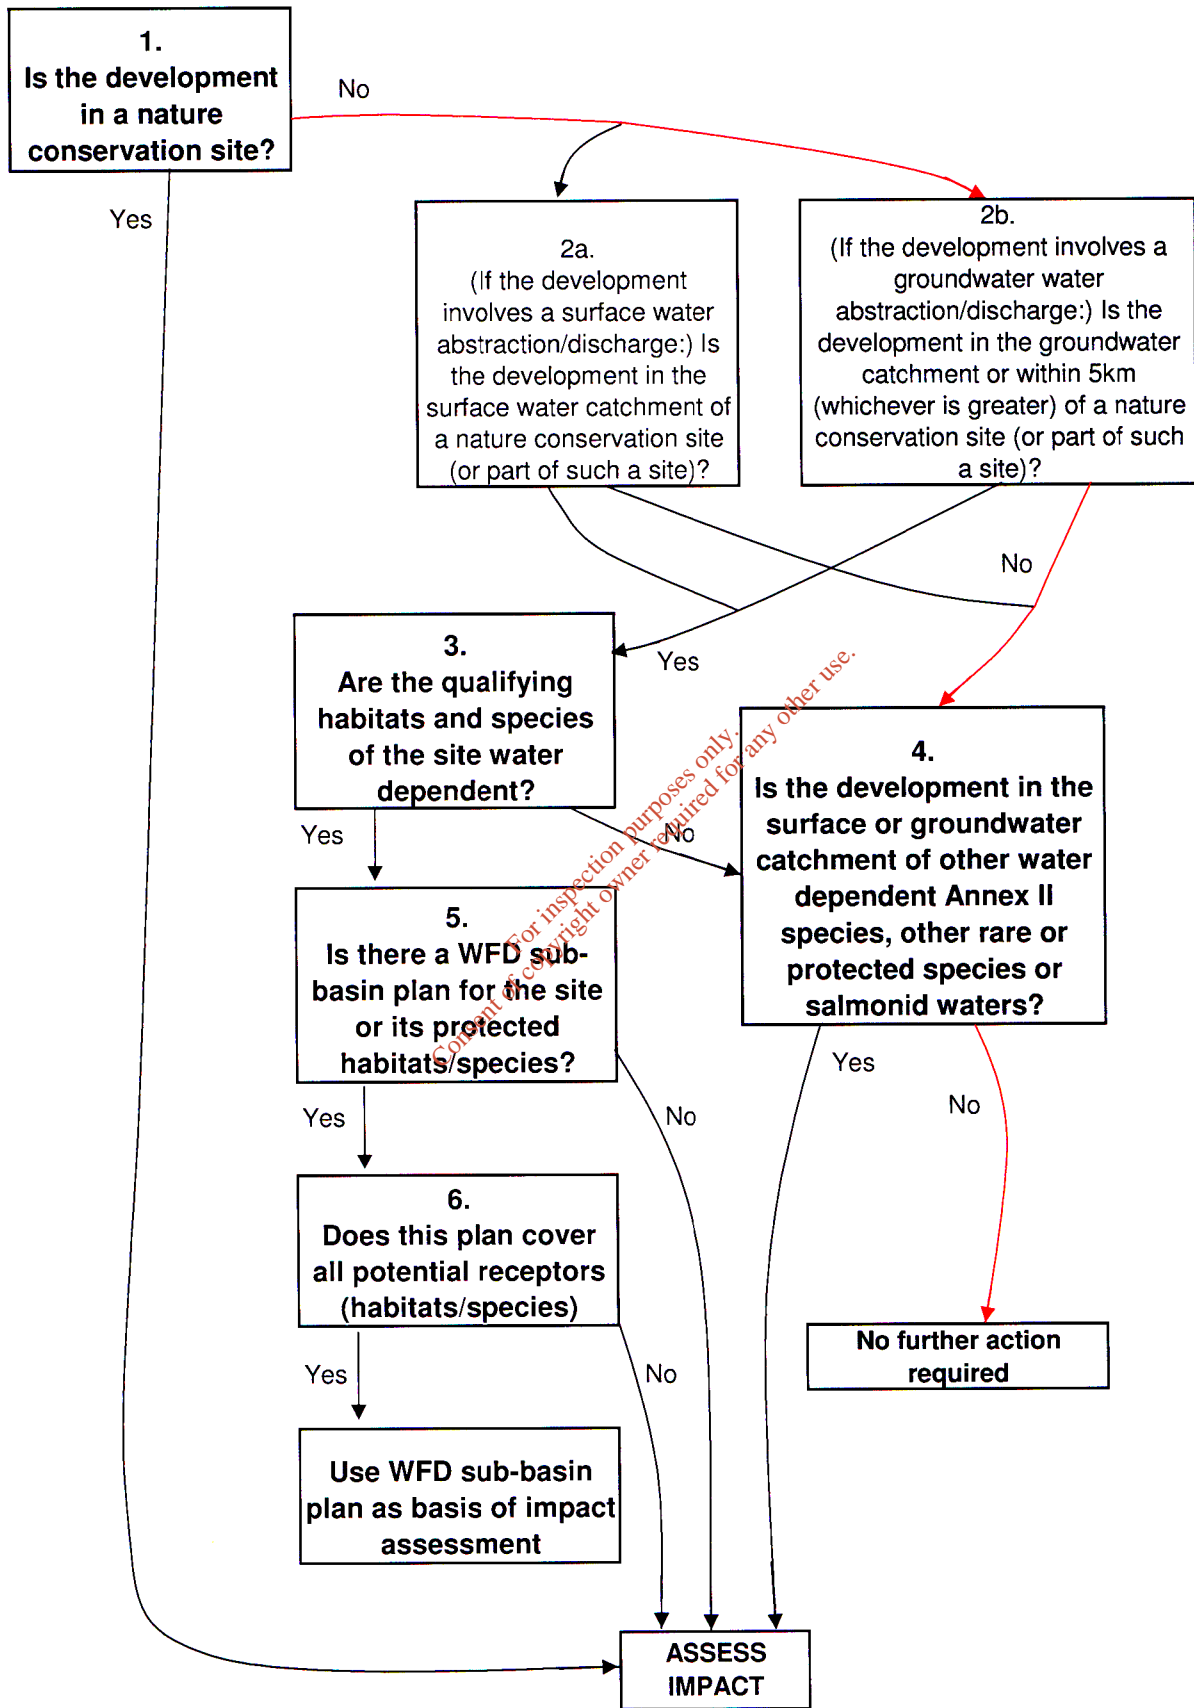 1.
Is the development
in a nature
conservation site?
No
Yes
2a.
(If the development
involves a surface water
abstraction/discharge:) Is
the development in the
surface water catchment of
a nature conservation site
(or part of such a site)?
2b.
(If the development involves a
groundwater water
abstraction/discharge:) Is the
development in the groundwater
catchment or within 5km
(whichever is greater) of a nature
conservation site (or part of such
a site)?
No
Yes
3.
Are the qualifying
habitats and species
of the site water
dependent?
Yes
No
4.
Is the development in the
surface or groundwater
catchment of other water
dependent Annex II
species, other rare or
protected species or
salmonid waters?
For inspection purposes only.
Consent of copyright owner required for any other use.
5.
Is there a WFD sub-
basin plan for the site
or its protected
habitats/species?
Yes
No
Yes
No
6.
Does this plan cover
all potential receptors
(habitats/species)
Yes
No
No further action
required
Use WFD sub-basin
plan as basis of impact
assessment
ASSESS
IMPACT